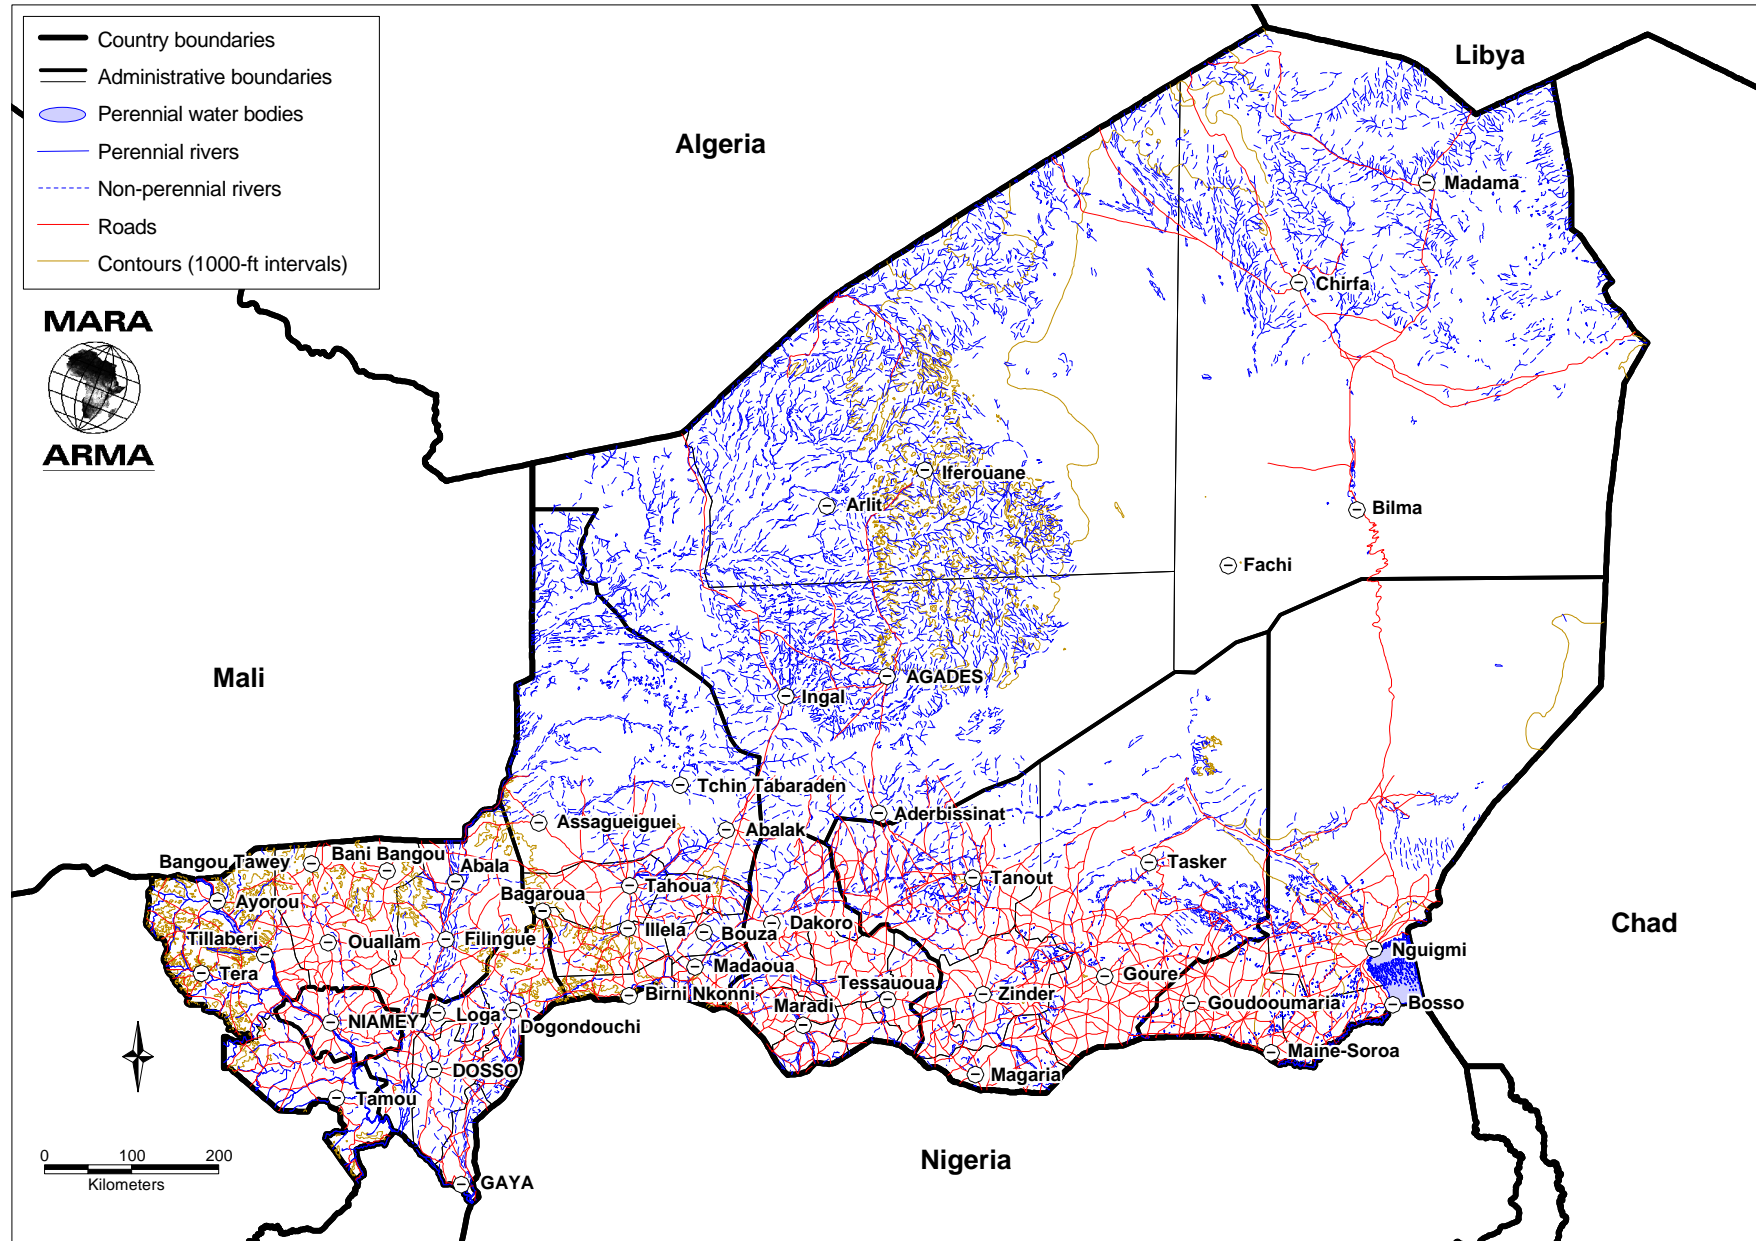 Country boundaries
Administrative boundaries
Perennial water bodies
Perennial rivers
Non-perennial rivers
Roads
Contours (1000-ft intervals)
MARA
ARMA
Libya
Algeria
Madama
Chirfa
Iferouane
Arlit
Bilma
Fachi
Mali
AGADES
Ingal
Tchin Tabaraden
Assagueiguei
Abalak
Aderbissinat
Bangou Tawey
Bani Bangou
Abala
Tasker
Tahoua
Tanout
Bagaroua
Ayorou
Chad
Dakoro
Illela
Bouza
Tillaberi
Ouallam
Filingue
Nguigmi
Tera
Madaoua
Goure
Tessauoua
Birni Nkonni
Zinder
Maradi
Goudooumaria
Bosso
NIAMEY
Loga
Dogondouchi
Maine-Soroa
DOSSO
Magaria
Tamou
0 100 200
Kilometers
Nigeria
GAYA